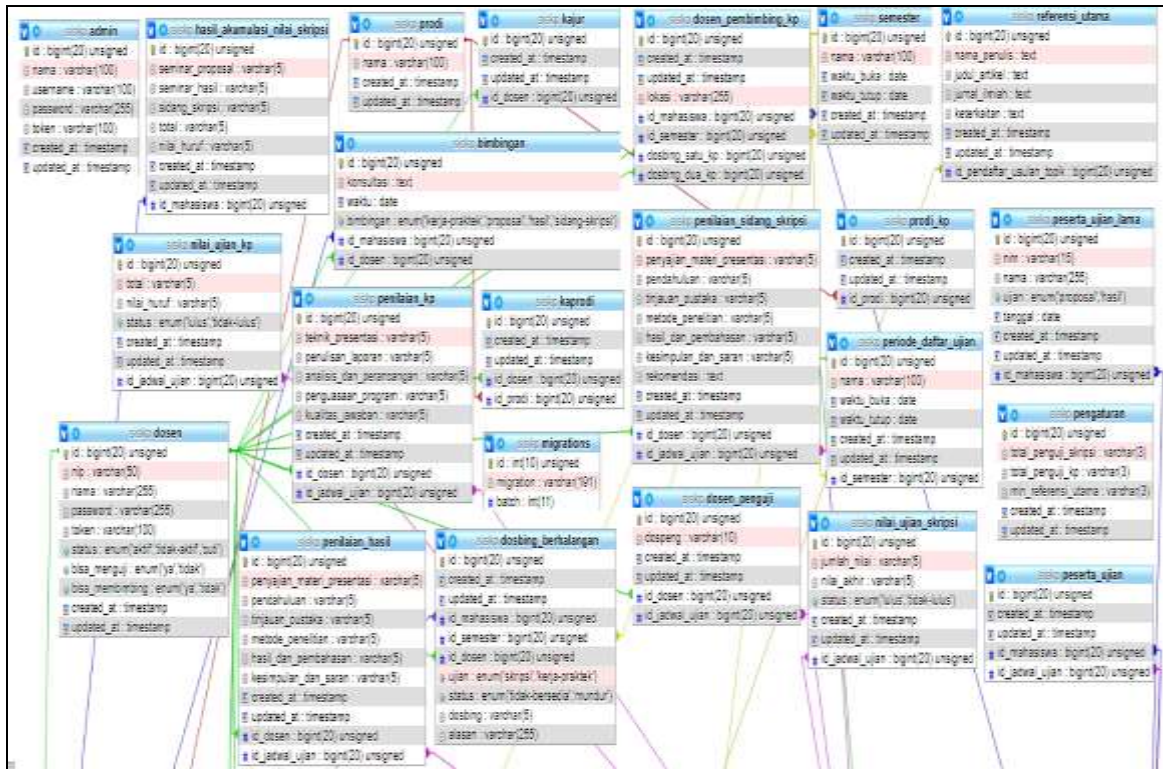 siskp admin
id : bigint(20) unsigned
nama : varchar(100)
username : varchar(100)
password : varchar(255)
token : varchar(100)
created_at : timestamp
updated_at : timestamp
siskp hasil_akumulasi_nilai_skripsi
id : bigint(20) unsigned
seminar_proposal : varchar(5)
seminar_hasil : varchar(5)
sidang_skripsi : varchar(5)
total : varchar(5)
nilai_huruf : varchar(5)
created_at : timestamp
updated_at : timestamp
id_mahasiswa : bigint(20) unsigned
siskp prodi
id : bigint(20) unsigned
nama : varchar(100)
created_at : timestamp
updated_at : timestamp
siskp kajur
id : bigint(20) unsigned
created_at : timestamp
updated_at : timestamp
id_dosen : bigint(20) unsigned
siskp dosen_pembimbing_kp
id : bigint(20) unsigned
created_at : timestamp
updated_at : timestamp
lokasi : varchar(255)
id_mahasiswa : bigint(20) unsigned
id_semester : bigint(20) unsigned
dosbing_satu_kp : bigint(20) unsigned
dosbing_dua_kp : bigint(20) unsigned
siskp semester
id : bigint(20) unsigned
nama : varchar(100)
waktu_buka : date
waktu_tutup : date
created_at : timestamp
updated_at : timestamp
siskp referensi_utama
id : bigint(20) unsigned
nama_penulis : text
judul_artikel : text
jurnal_ilmiah : text
keterkaitan : text
created_at : timestamp
updated_at : timestamp
id_pendaftar_usulan_topik : bigint(20) unsigned
siskp bimbingan
id : bigint(20) unsigned
konsultasi : text
waktu : date
bimbingan : enum('kerja-praktek','proposal','hasil','sidang-skripsi')
id_mahasiswa : bigint(20) unsigned
id_dosen : bigint(20) unsigned
siskp nilai_ujian_kp
id : bigint(20) unsigned
total : varchar(5)
nilai_huruf : varchar(5)
status : enum('lulus','tidak-lulus')
created_at : timestamp
updated_at : timestamp
id_jadwal_ujian : bigint(20) unsigned
siskp penilaian_kp
id : bigint(20) unsigned
teknik_presentasi : varchar(5)
penulisan_laporan : varchar(5)
analisis_dan_perancangan : varchar(5)
penguasaan_program : varchar(5)
kualitas_jawaban : varchar(5)
created_at : timestamp
updated_at : timestamp
id_dosen : bigint(20) unsigned
id_jadwal_ujian : bigint(20) unsigned
siskp kaprodi
id : bigint(20) unsigned
created_at : timestamp
updated_at : timestamp
id_dosen : bigint(20) unsigned
id_prodi : bigint(20) unsigned
siskp penilaian_sidang_skripsi
id : bigint(20) unsigned
penyajian_materi_presentasi : varchar(5)
pendahuluan : varchar(5)
tinjauan_pustaka : varchar(5)
metode_penelitian : varchar(5)
hasil_dan_pembahasan : varchar(5)
kesimpulan_dan_saran : varchar(5)
rekomendasi : text
created_at : timestamp
updated_at : timestamp
id_dosen : bigint(20) unsigned
id_jadwal_ujian : bigint(20) unsigned
siskp prodi_kp
id : bigint(20) unsigned
created_at : timestamp
updated_at : timestamp
id_prodi : bigint(20) unsigned
siskp peserta_ujian_lama
id : bigint(20) unsigned
nim : varchar(15)
nama : varchar(255)
ujian : enum('proposal','hasil')
tanggal : date
created_at : timestamp
updated_at : timestamp
id_mahasiswa : bigint(20) unsigned
siskp periode_daftar_ujian
id : bigint(20) unsigned
nama : varchar(100)
waktu_buka : date
waktu_tutup : date
created_at : timestamp
updated_at : timestamp
id_semester : bigint(20) unsigned
siskp dosen
id : bigint(20) unsigned
nip : varchar(50)
nama : varchar(255)
password : varchar(255)
token : varchar(100)
bisa_menguji : enum('ya','tidak')
bisa_membimbing : enum('ya','tidak')
created_at : timestamp
updated_at : timestamp
siskp migrations
id : int(10) unsigned
migration : varchar(191)
batch : int(11)
siskp pengaturan
total_penguji_skripsi : varchar(3)
total_penguji_kp : varchar(3)
min_referensi_utama : varchar(3)
created_at : timestamp
updated_at : timestamp
siskp penilaian_hasil
id : bigint(20) unsigned
penyajian_materi_presentasi : varchar(5)
pendahuluan : varchar(5)
tinjauan_pustaka : varchar(5)
metode_penelitian : varchar(5)
hasil_dan_pembahasan : varchar(5)
kesimpulan_dan_saran : varchar(5)
created_at : timestamp
updated_at : timestamp
id_dosen : bigint(20) unsigned
id_jadwal_ujian : bigint(20) unsigned
siskp dosbing_berhalangan
id : bigint(20) unsigned
created_at : timestamp
updated_at : timestamp
id_mahasiswa : bigint(20) unsigned
id_semester : bigint(20) unsigned
id_dosen : bigint(20) unsigned
ujian : enum('skripsi','kerja-praktek')
status : enum('tidak-bersedia','mundur')
dosbing : varchar(5)
alasan : varchar(255)
siskp dosen_penguji
id : bigint(20) unsigned
dospeng : varchar(10)
created_at : timestamp
updated_at : timestamp
id_dosen : bigint(20) unsigned
id_jadwal_ujian : bigint(20) unsigned
siskp nilai_ujian_skripsi
id : bigint(20) unsigned
jumlah_nilai : varchar(5)
nilai_akhir : varchar(5)
status : enum('lulus','tidak-lulus')
created_at : timestamp
updated_at : timestamp
id_jadwal_ujian : bigint(20) unsigned
siskp peserta_ujian
id : bigint(20) unsigned
created_at : timestamp
updated_at : timestamp
id_mahasiswa : bigint(20) unsigned
id_jadwal_ujian : bigint(20) unsigned